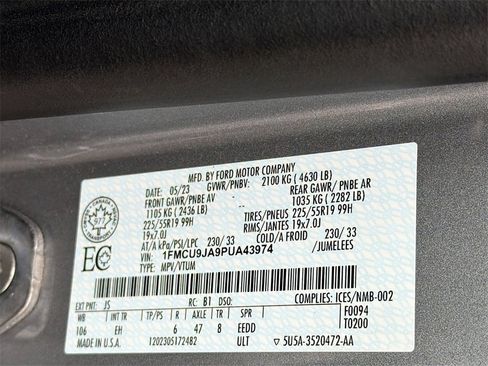 MFD. BY FORD MOTOR COMPANY
DATE: 05/23 GVWR/PNBV: 2100 KG ( 4630 LB)
FRONT GAWR/ PNBE AV REAR GAWR/ PNBE AR
1105 KG ( 2436 LB) 1035 KG ( 2282 LB)
225/55R19 99H TIRES/PNEUS 225/55R19 99H
19x7.0J RIMS/JANTES 19x7.0J
AT/A kPa/PSI/LPC 230/ 33 COLD/A FROID 230/ 33
1FMCU9JA9PUA43974 /JUMELEES
TYPE: MPV/VTUM
EC
EXT PNT: JS RC: B1 DSO: COMPLIES: ICES/NMB-002
WB INT TR TP/PS R AXLE TR SPR F0094
106 EH 6 47 8 EEDD T0200
MADE IN U.S.A. 1202305172482 ULT 5U5A-3520472-AA